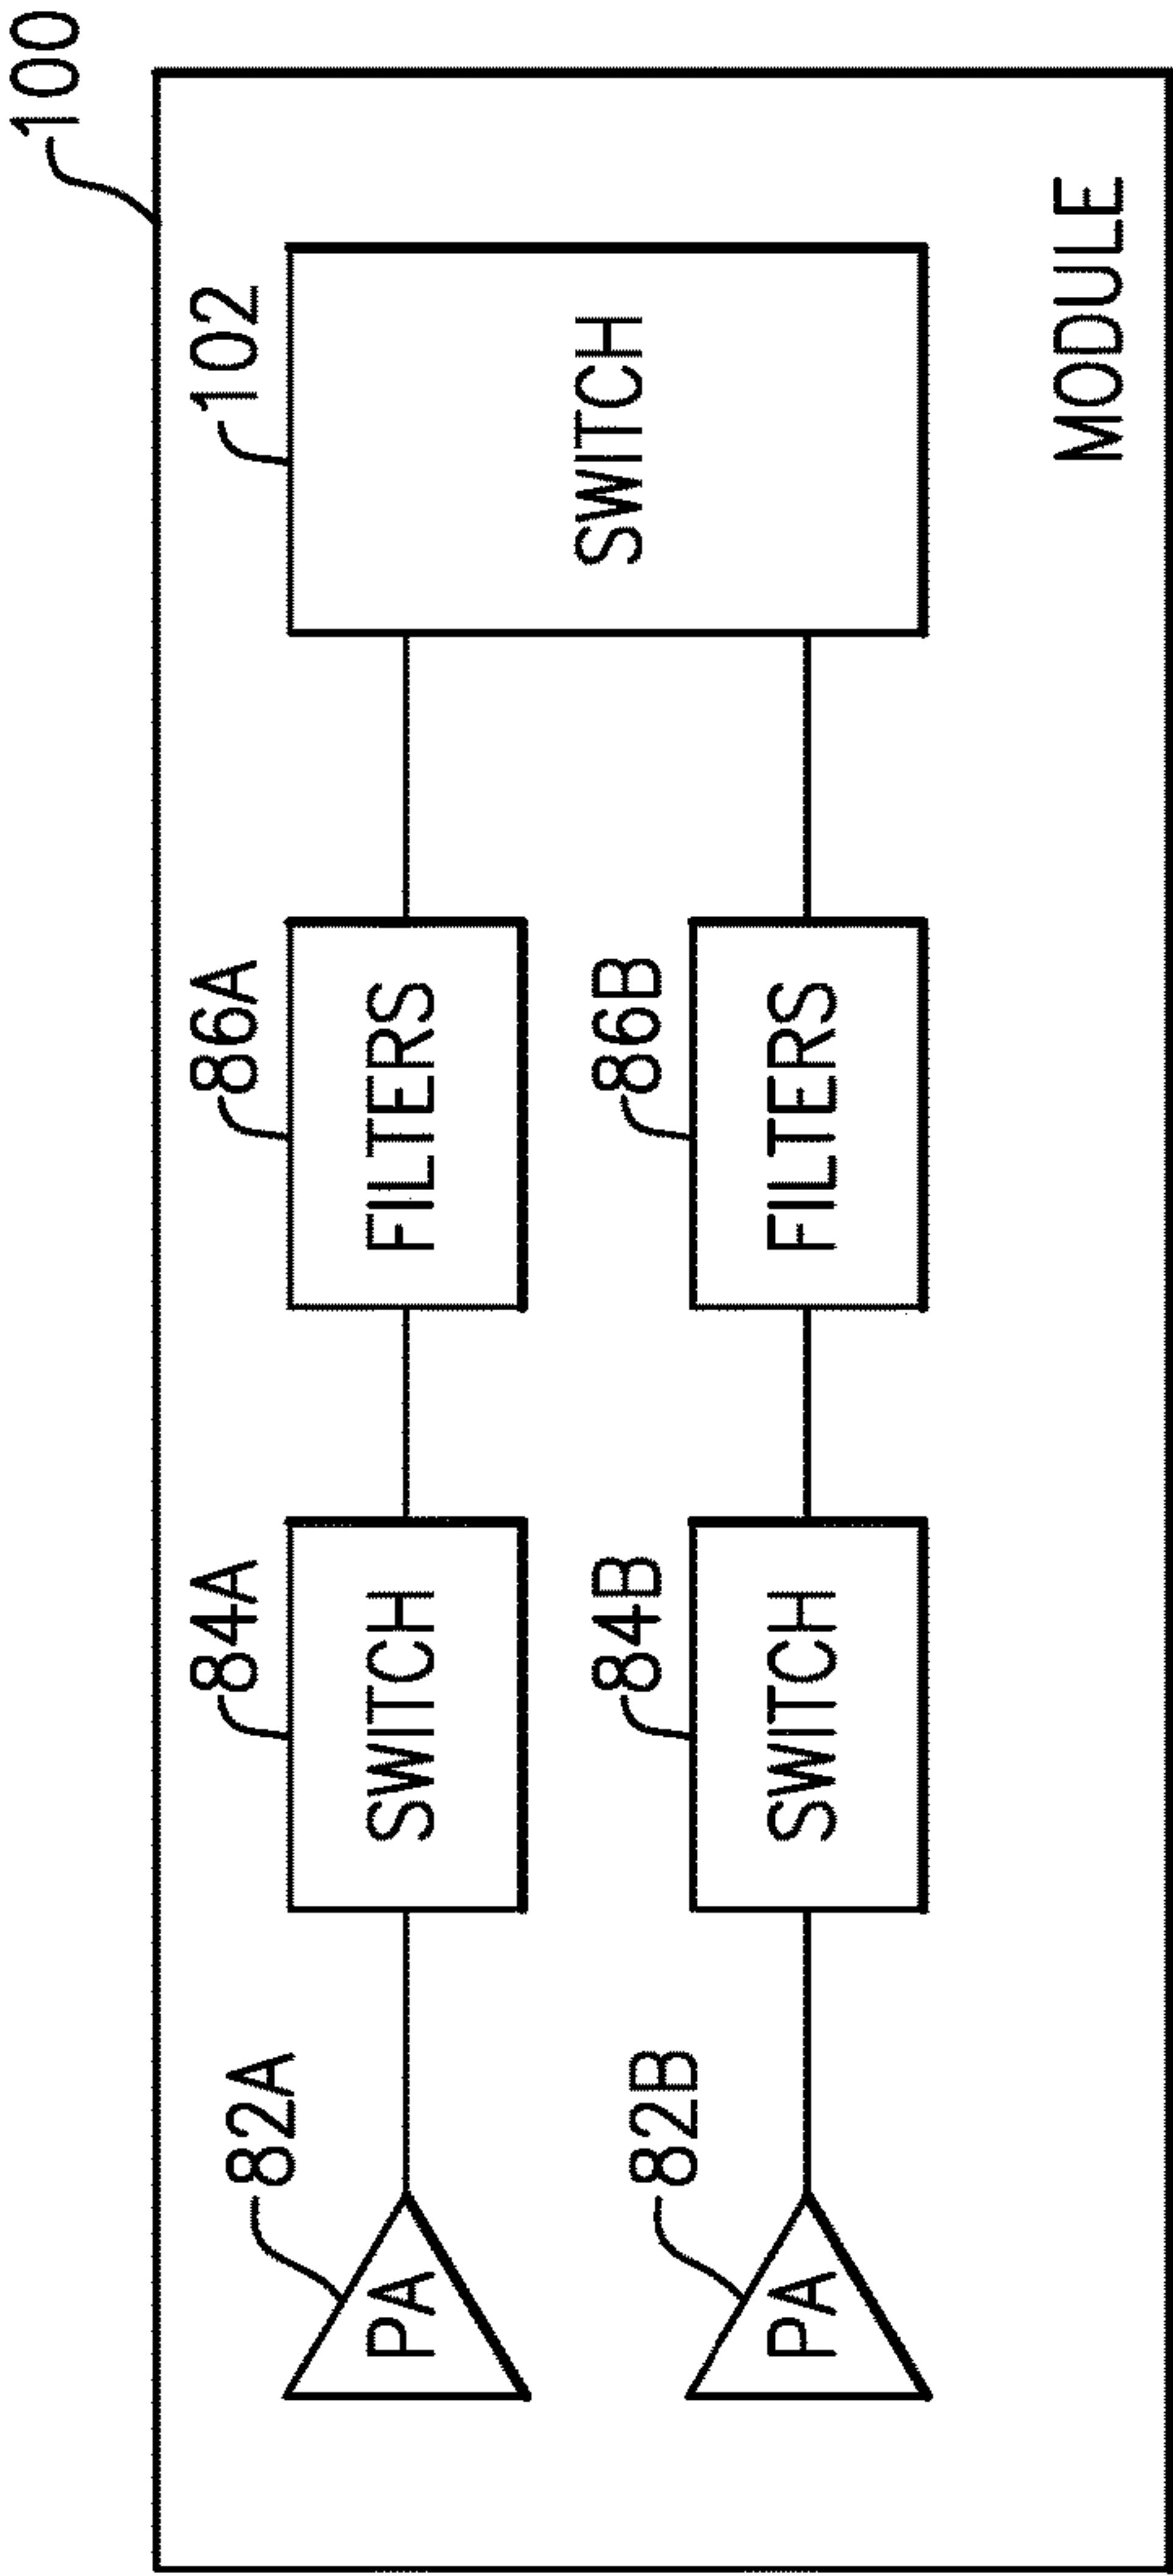 100
82A
84A
86A
102
PA
SWITCH
FILTERS
SWITCH
82B
84B
86B
PA
SWITCH
FILTERS
MODULE